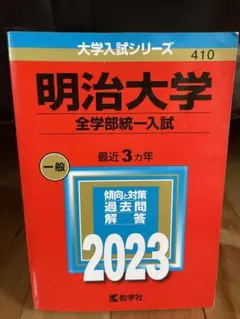 大学入試シリーズ
410
明治大学
全学部統一入試
最近3カ年
一般
傾向と対策
過去問
解答
2023
教学社